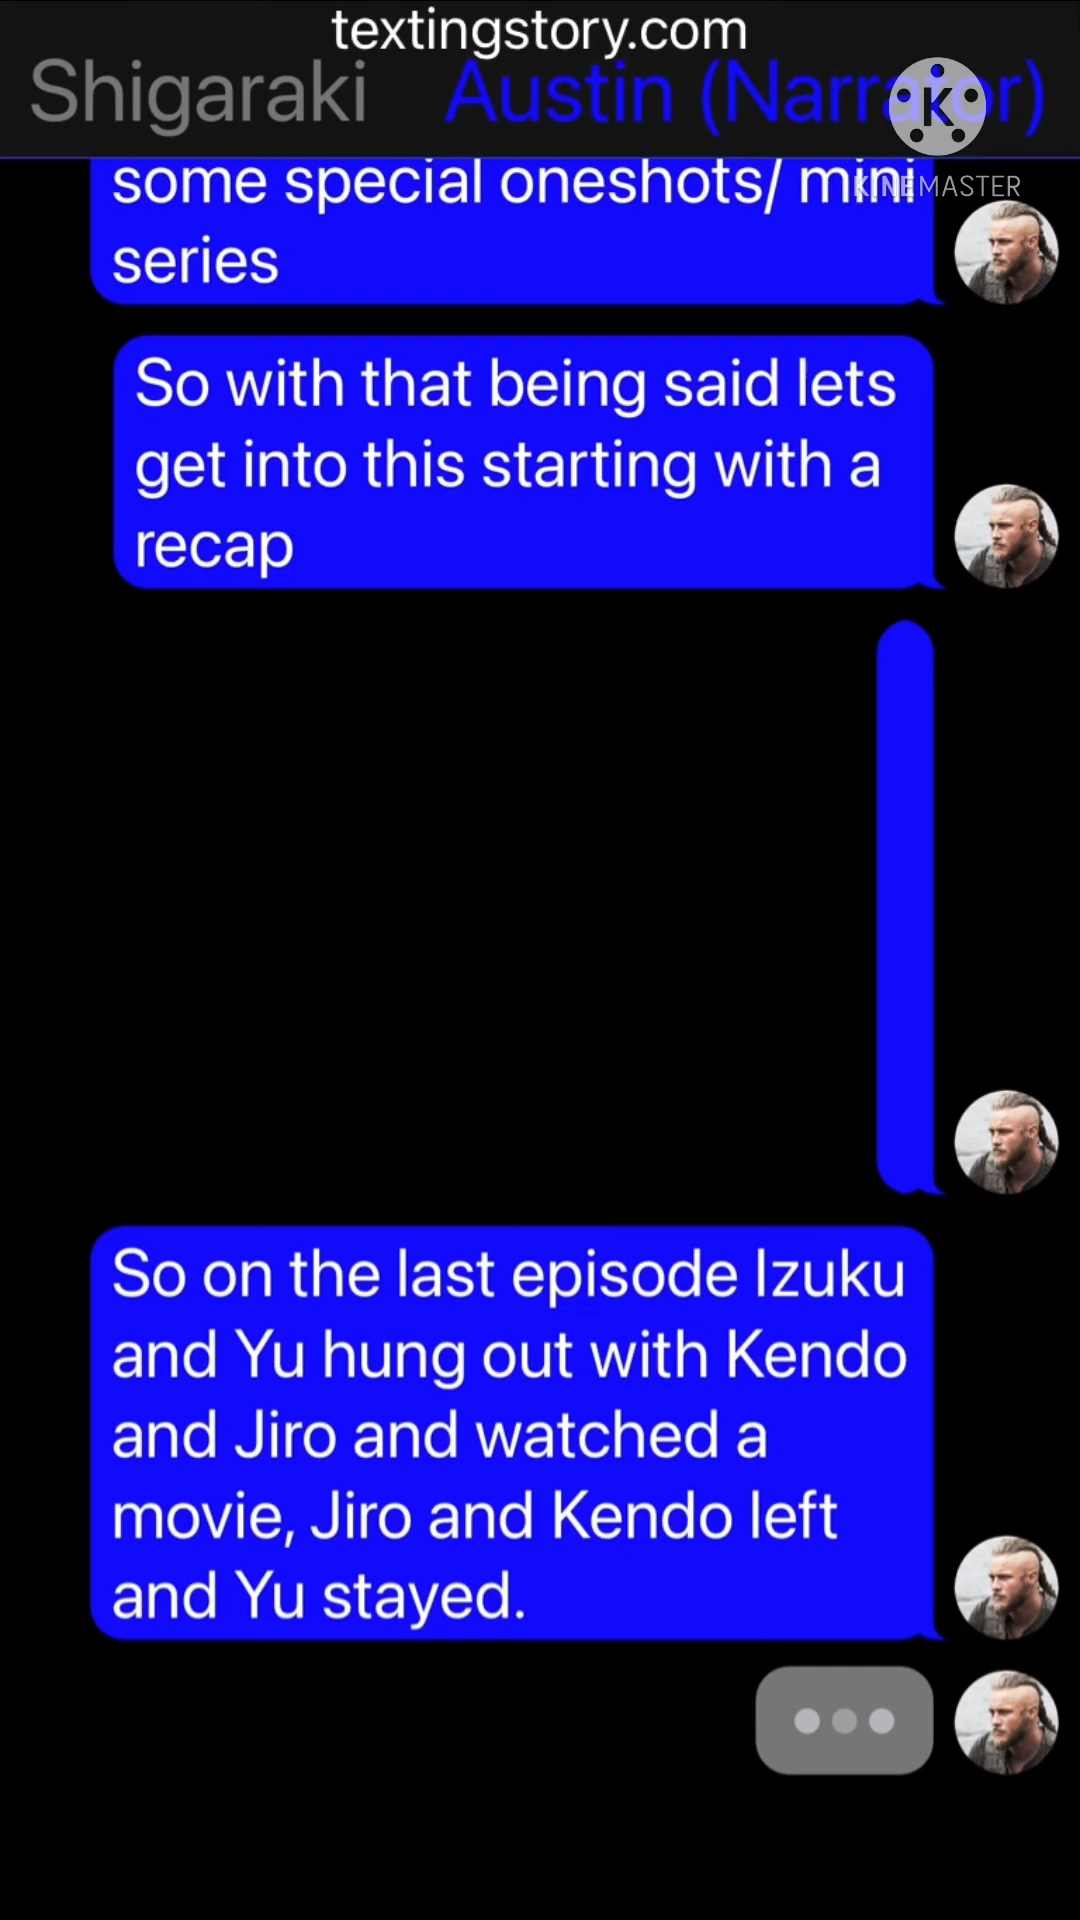 textingstory.com
Shigaraki Austin (Narrator)
KINEMASTER
some special oneshots/ mini
series
So with that being said lets
get into this starting with a
recap
So on the last episode Izuku
and Yu hung out with Kendo
and Jiro and watched a
movie, Jiro and Kendo left
and Yu stayed.